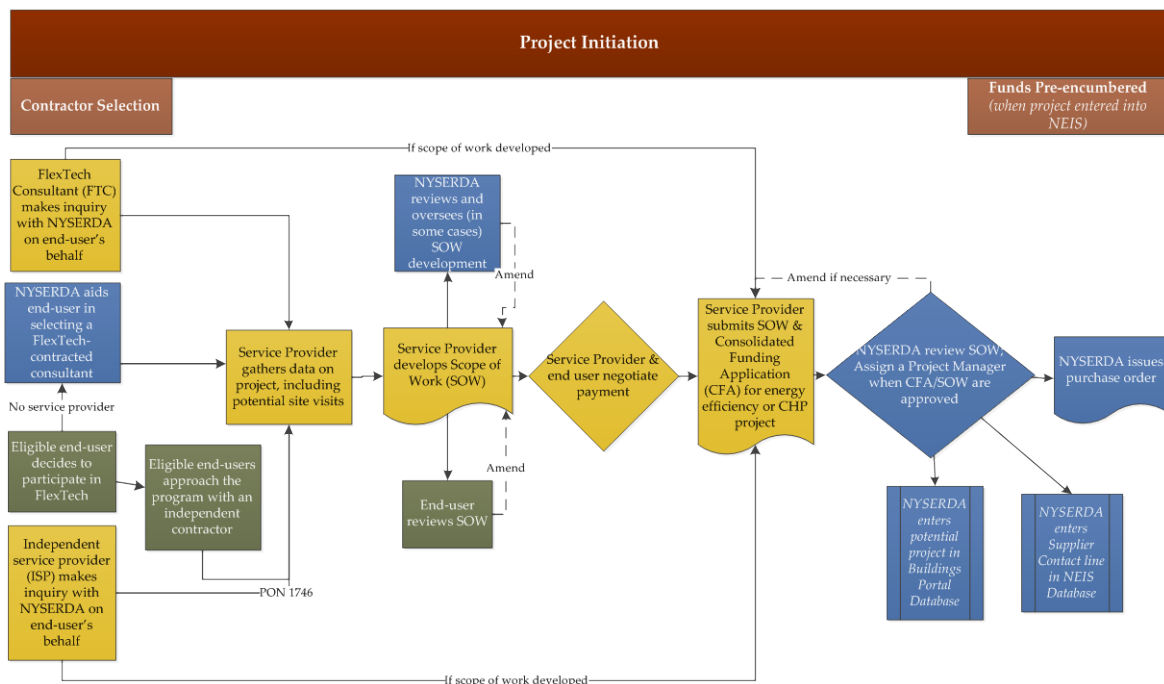 Project Initiation
Contractor Selection
Funds Pre-encumbered
(when project entered into
NEIS)
If scope of work developed
FlexTech
Consultant (FTC)
makes inquiry
with NYSERDA
on end-user's
behalf
NYSERDA
reviews and
oversees (in
some cases)
SOW
development
Amend
Amend if necessary
NYSERDA aids
end-user in
selecting a
FlexTech-
contracted
consultant
No service provider
Eligible end-user
decides to
participate in
FlexTech
Eligible end-users
approach the
program with an
independent
contractor
Independent
service provider
(ISP) makes
inquiry with
NYSERDA on
end-user's
behalf
PON 1746
Service Provider
gathers data on
project, including
potential site visits
Service Provider
develops Scope of
Work (SOW)
Amend
End-user
reviews SOW
Service Provider &
end user negotiate
payment
Service Provider
submits SOW &
Consolidated
Funding
Application
(CFA) for energy
efficiency or CHP
project
NYSERDA review SOW,
Assign a Project Manager
when CFA/SOW are
approved
NYSERDA issues
purchase order
NYSERDA
enters
potential
project in
Buildings
Portal
Database
NYSERDA
enters
Supplier
Contact line
in NEIS
Database
If scope of work developed